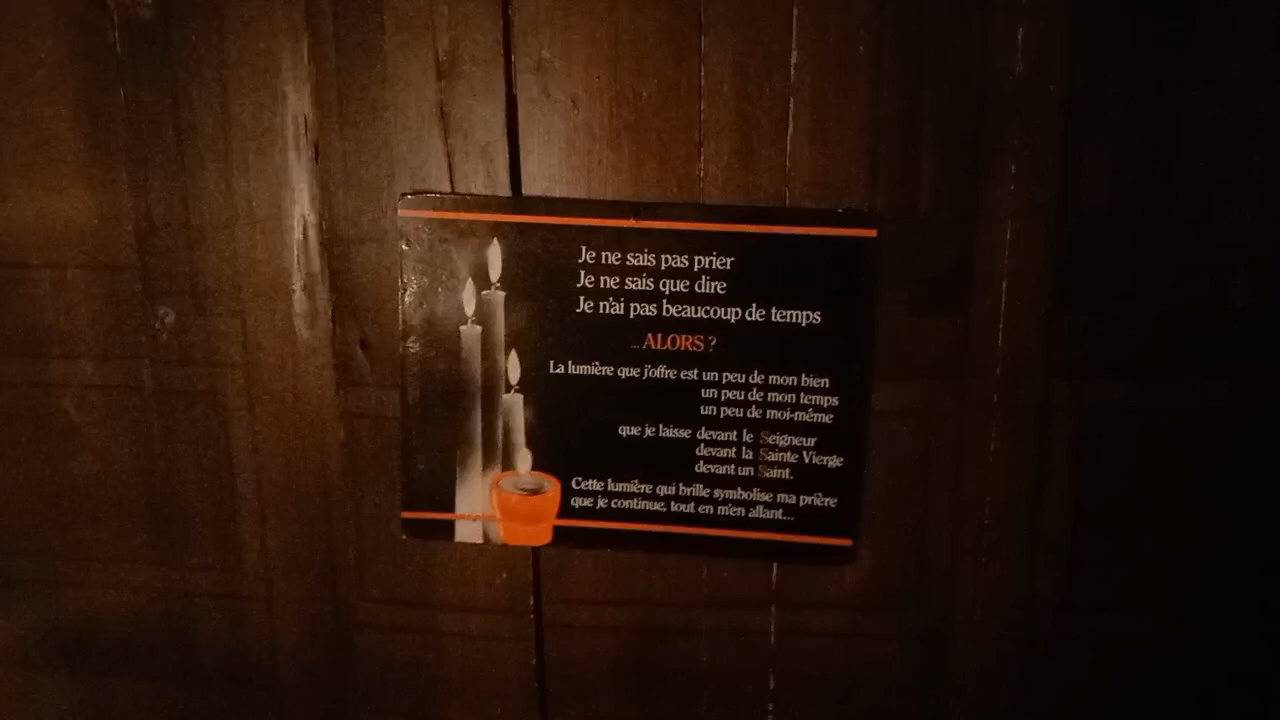 Je ne sais pas prier
Je ne sais que dire
Je n'ai pas beaucoup de temps
... ALORS ?
La lumière que j'offre est un peu de mon bien
un peu de mon temps
un peu de moi-même
que je laisse devant le Seigneur
devant la Sainte Vierge
devant un Saint.
Cette lumière qui brille symbolise ma prière
que je continue, tout en m'en allant...